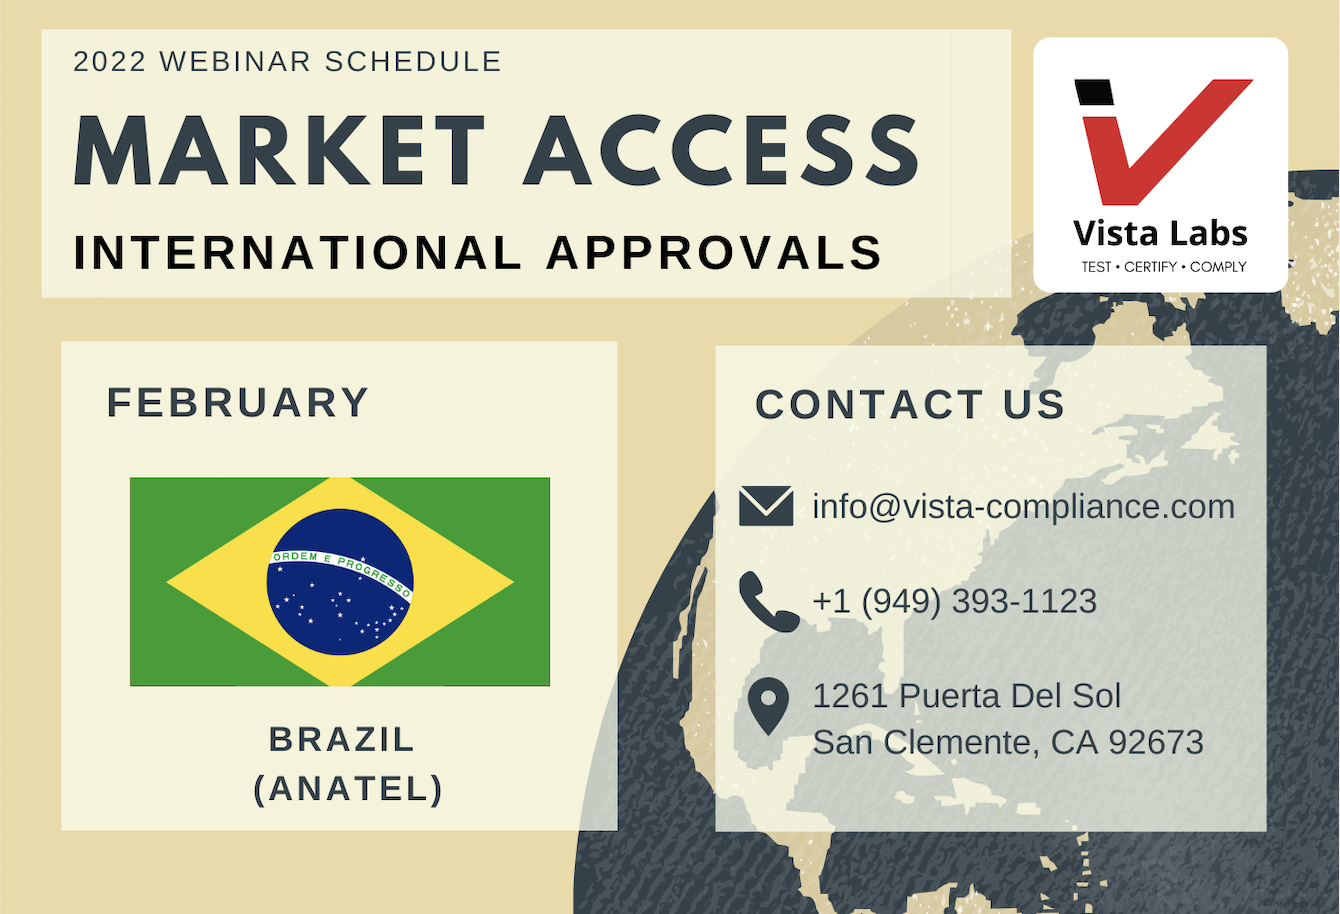 2022 WEBINAR SCHEDULE
MARKET ACCESS
INTERNATIONAL APPROVALS
Vista Labs
TEST • CERTIFY • COMPLY
FEBRUARY
ORDEM E PROGRESSO
BRAZIL
(ANATEL)
CONTACT US
info@vista-compliance.com
+1 (949) 393-1123
1261 Puerta Del Sol
San Clemente, CA 92673